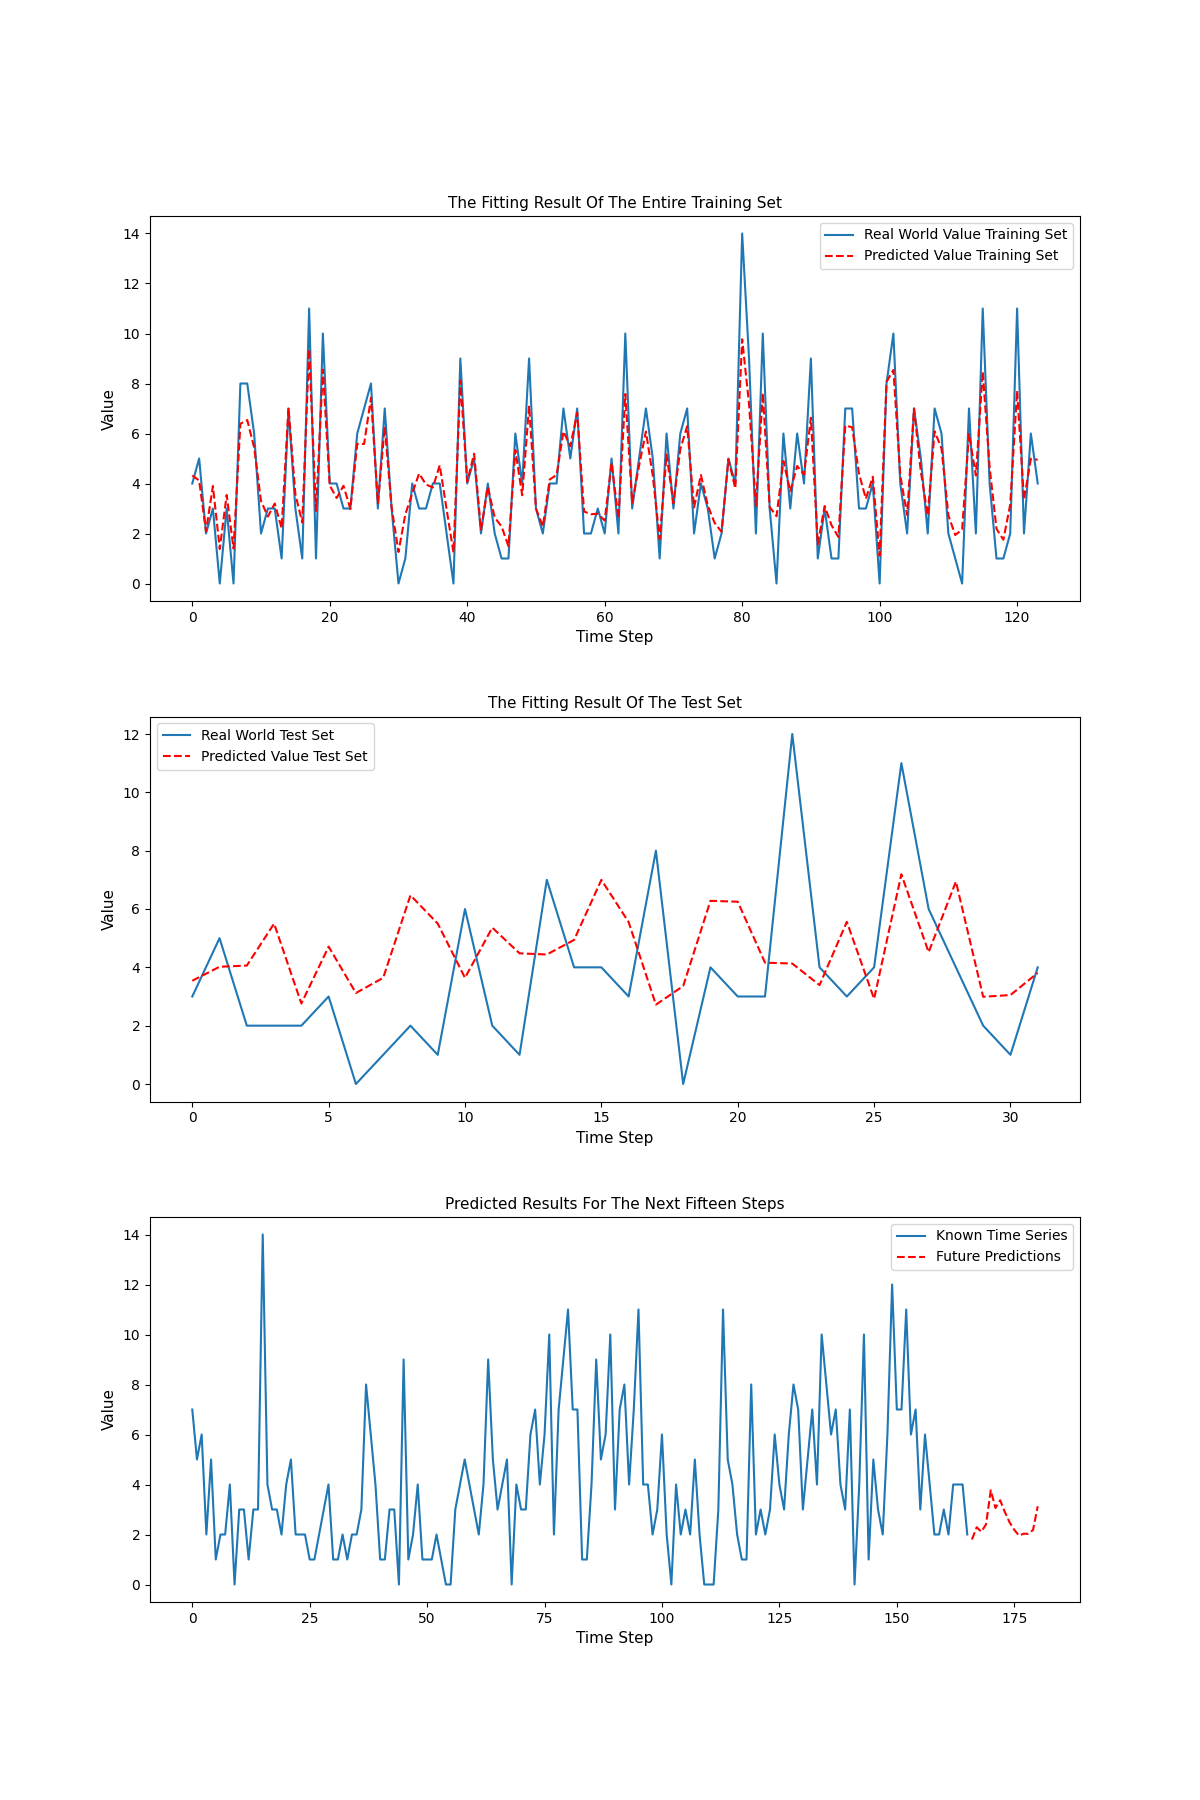 The Fitting Result Of The Entire Training Set
Real World Value Training Set
Predicted Value Training Set
Value
14
12
10
8
6
4
2
0
0 20 40 60 80 100 120
Time Step
The Fitting Result Of The Test Set
Real World Test Set
Predicted Value Test Set
Value
12
10
8
6
4
2
0
0 5 10 15 20 25 30
Time Step
Predicted Results For The Next Fifteen Steps
Known Time Series
Future Predictions
Value
14
12
10
8
6
4
2
0
0 25 50 75 100 125 150 175
Time Step